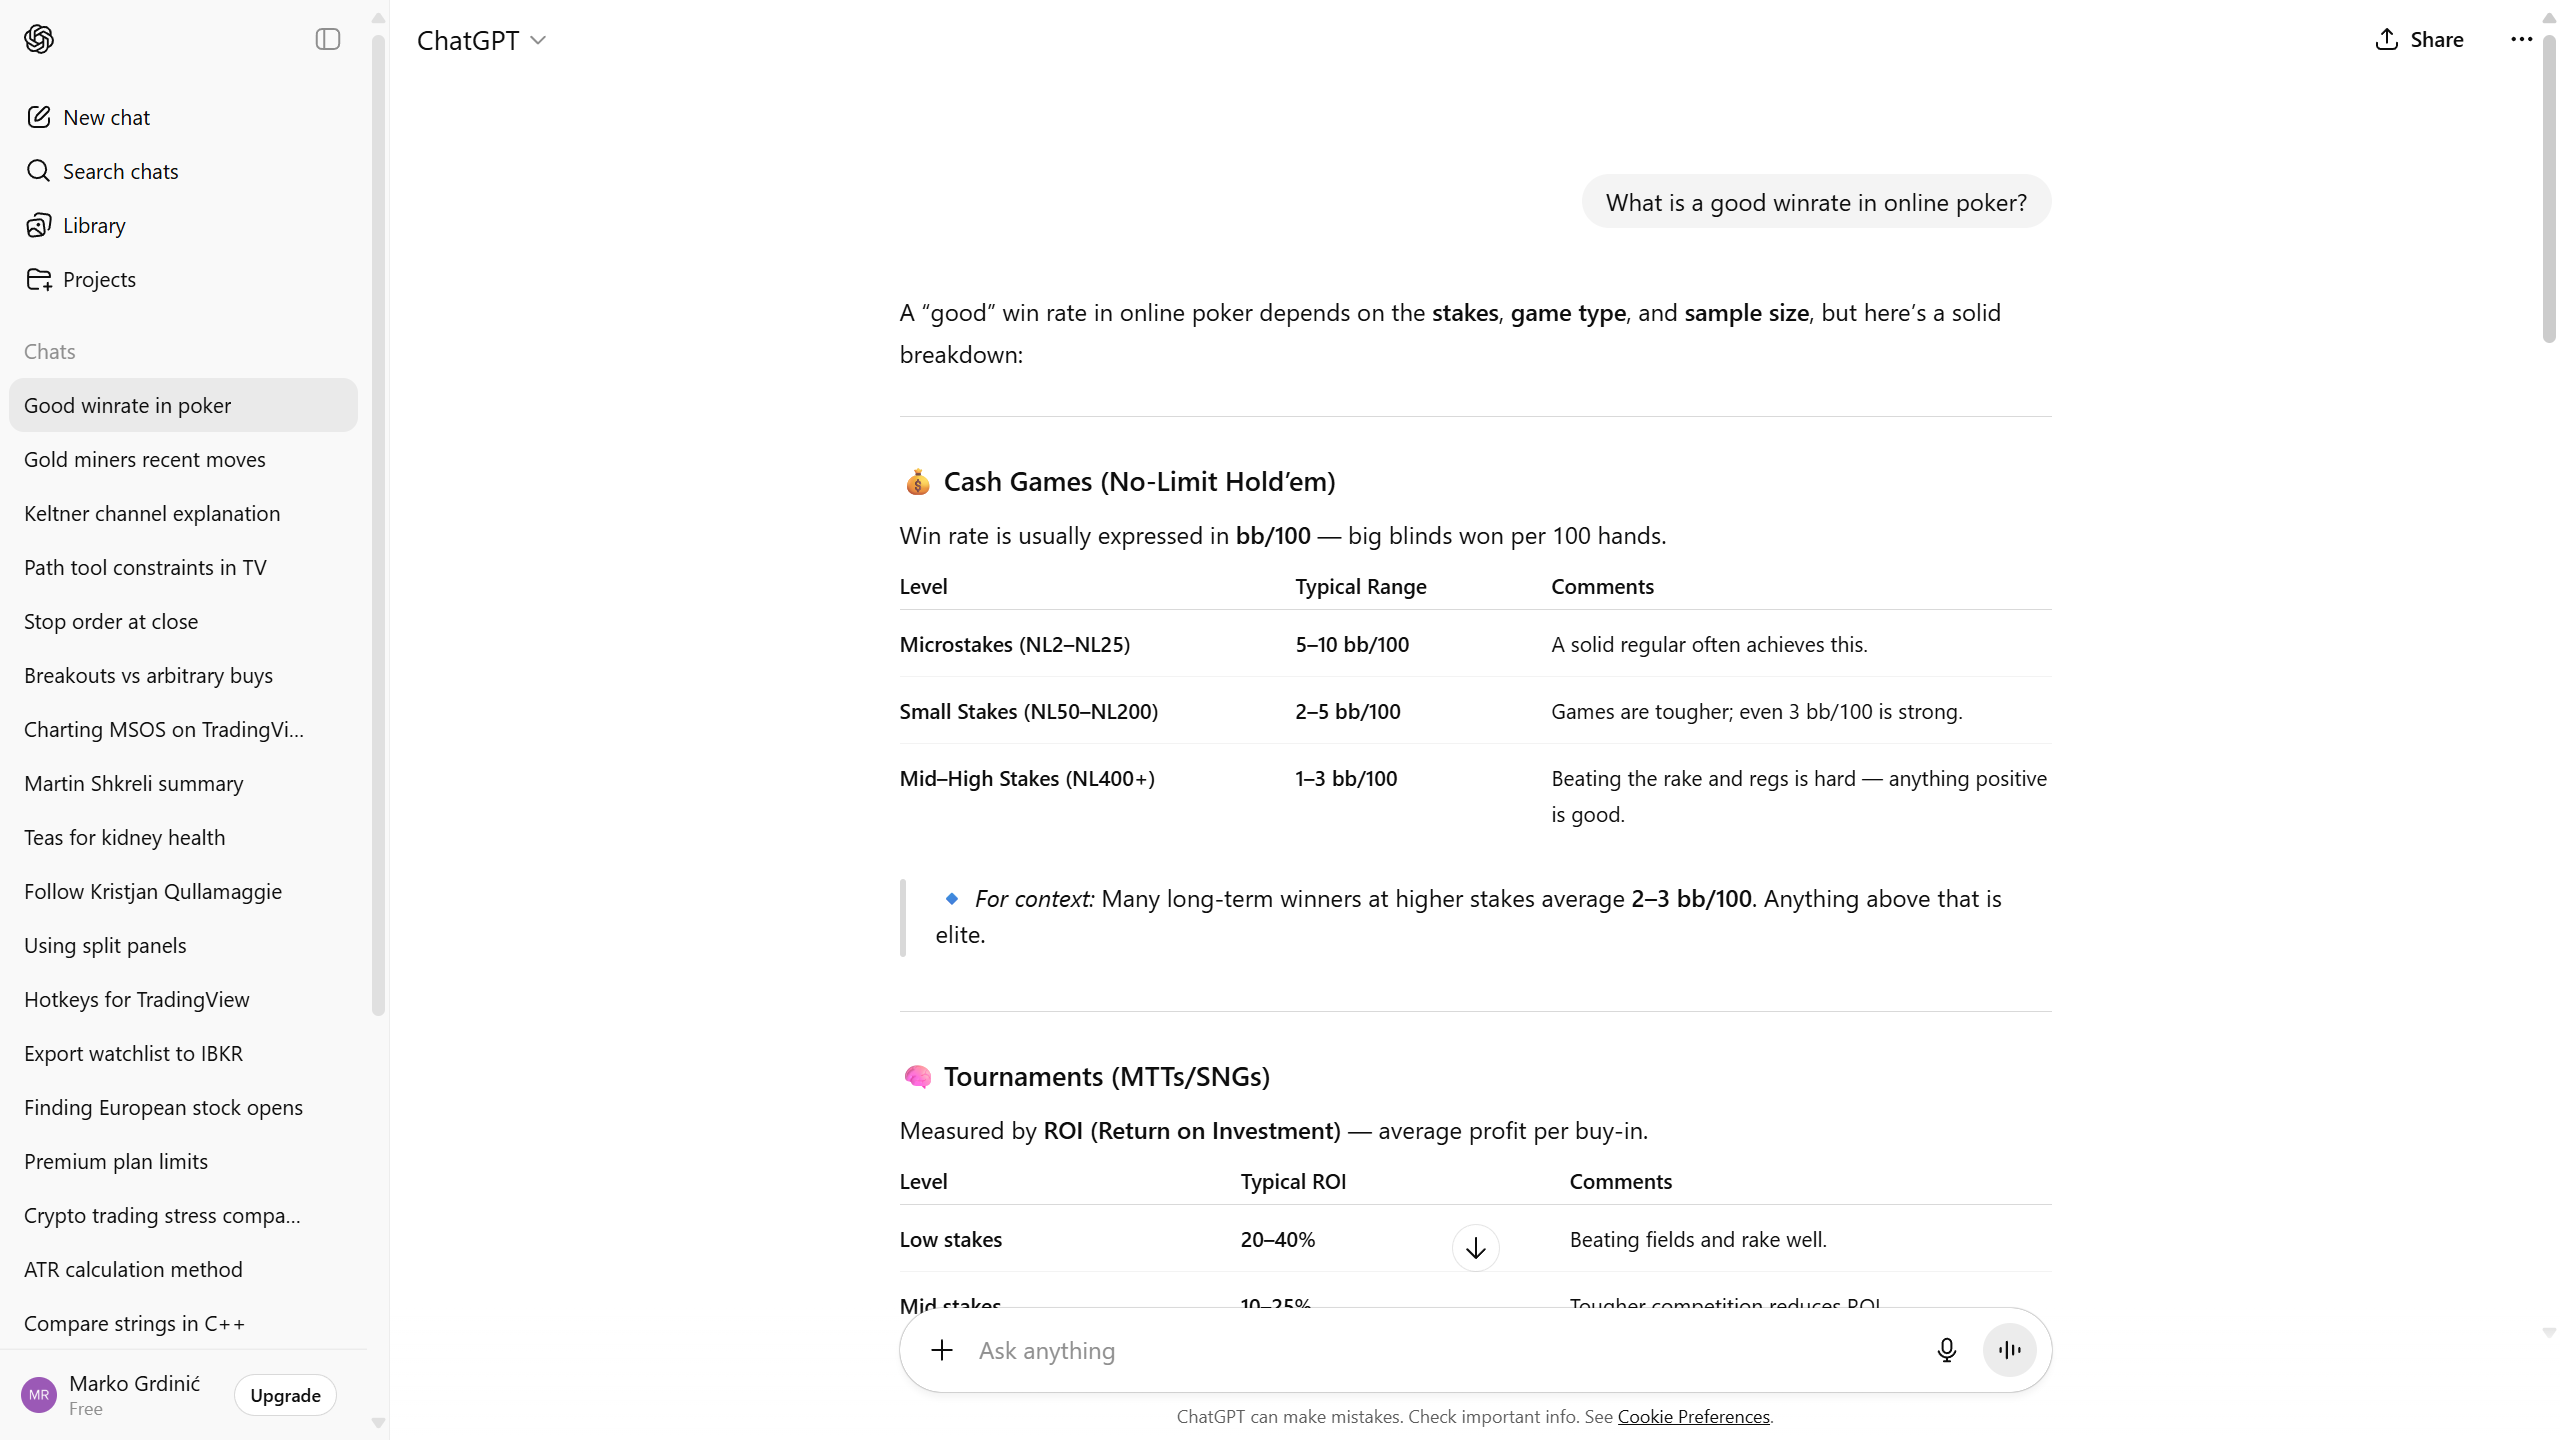 New chat
Search chats
Library
Projects
Chats
Good winrate in poker
Gold miners recent moves
Keltner channel explanation
Path tool constraints in TV
Stop order at close
Breakouts vs arbitrary buys
Charting MSOS on TradingVi...
Martin Shkreli summary
Teas for kidney health
Follow Kristjan Qullamaggie
Using split panels
Hotkeys for TradingView
Export watchlist to IBKR
Finding European stock opens
Premium plan limits
Crypto trading stress compa...
ATR calculation method
Compare strings in C++
MR
Marko Grdinić
Free
Upgrade
ChatGPT
Share
What is a good winrate in online poker?
A “good” win rate in online poker depends on the stakes, game type, and sample size, but here’s a solid
breakdown:
💰 Cash Games (No-Limit Hold’em)
Win rate is usually expressed in bb/100 — big blinds won per 100 hands.
Level Typical Range Comments
Microstakes (NL2–NL25) 5–10 bb/100 A solid regular often achieves this.
Small Stakes (NL50–NL200) 2–5 bb/100 Games are tougher; even 3 bb/100 is strong.
Mid–High Stakes (NL400+) 1–3 bb/100 Beating the rake and regs is hard — anything positive
is good.
🔹 For context: Many long-term winners at higher stakes average 2–3 bb/100. Anything above that is
elite.
🧠 Tournaments (MTTs/SNGs)
Measured by ROI (Return on Investment) — average profit per buy-in.
Level Typical ROI Comments
Low stakes 20–40% Beating fields and rake well.
Mid stakes 10–25% Tougher competition reduces ROI.
Ask anything
ChatGPT can make mistakes. Check important info. See Cookie Preferences.